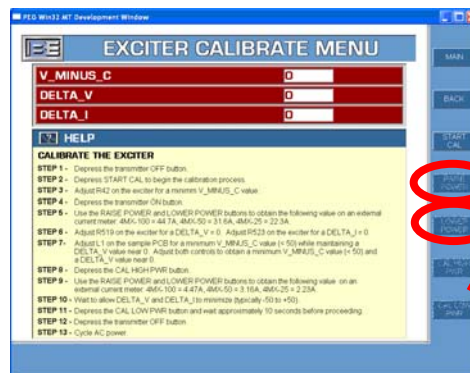 PEG Win32 MT Development Window
EXCITER CALIBRATE MENU
V_MINUS_C 0
DELTA_V 0
DELTA_I 0
HELP
CALIBRATE THE EXCITER
STEP 1 - Depress the transmitter OFF button.
STEP 2 - Depress START CAL to begin the calibration process.
STEP 3 - Adjust R42 on the exciter for a minimim V_MINUS_C value
STEP 4 - Depress the transmitter ON button.
STEP 5 - Use the RAISE POWER and LOWER POWER buttons to obtain the following value on an external
current meter. 4MX-100 = 44.7A, 4MX-50 = 31.6A, 4MX-25 = 22.3A
STEP 6 - Adjust R519 on the exciter for a DELTA_V = 0. Adjust R523 on the exciter for a DELTA_I = 0
STEP 7- Adjust L1 on the sample PCB for a minimum V_MINUS_C value (< 50) while maintaining a
DELTA_V value near 0. Adjust both controls to obtain a minimum V_MINUS_C value (< 50) and
a DELTA_V value near 0.
STEP 8 - Depress the CAL HIGH PWR button.
STEP 9 - Use the RAISE POWER and LOWER POWER buttons to obtain the following value on an
external current meter. 4MX-100 = 4.47A, 4MX-50 = 3.16A, 4MX-25 = 2.23A.
STEP 10 - Wait to allow DELTA_V and DELTA_I to minimize (typically -50 to +50).
STEP 11 - Depress the CAL LOW PWR button and wait approximately 10 seconds before proceeding.
STEP 12 - Depress the transmitter OFF button
STEP 13 - Cycle AC power.
MAIN
BACK
START
CAL
RAISE
POWER
LOWER
POWER
CAL HIGH
PWR
CAL LOW
PWR